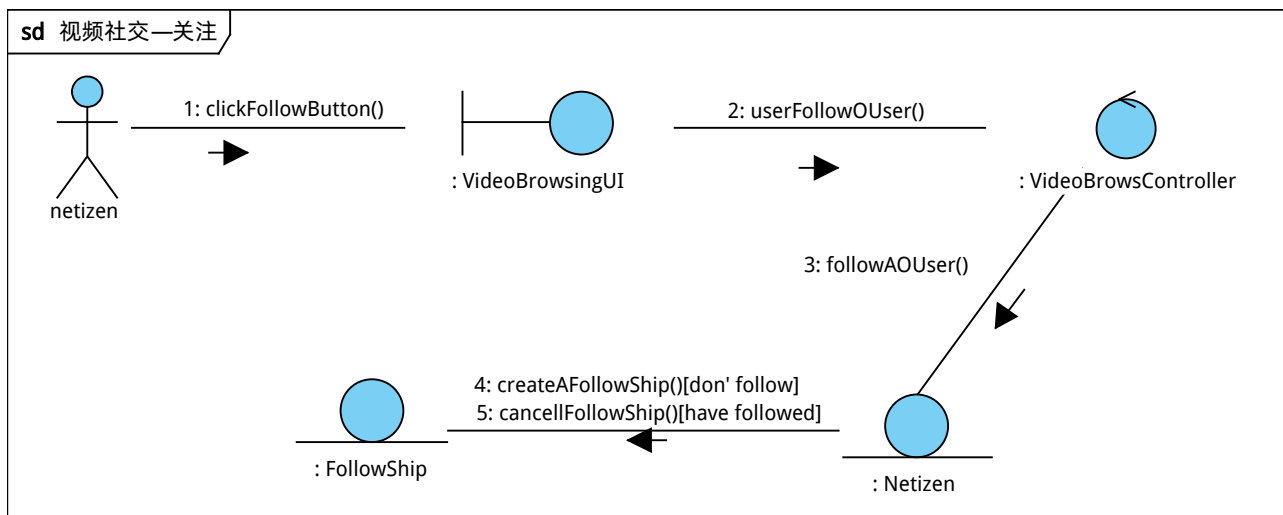 sd 视频社交—关注
1: clickFollowButton()
2: userFollowOUser()
: VideoBrowsingUI
: VideoBrowsController
netizen
3: followAOUser()
4: createAFollowShip()[don' follow]
5: cancellFollowShip()[have followed]
: FollowShip
: Netizen